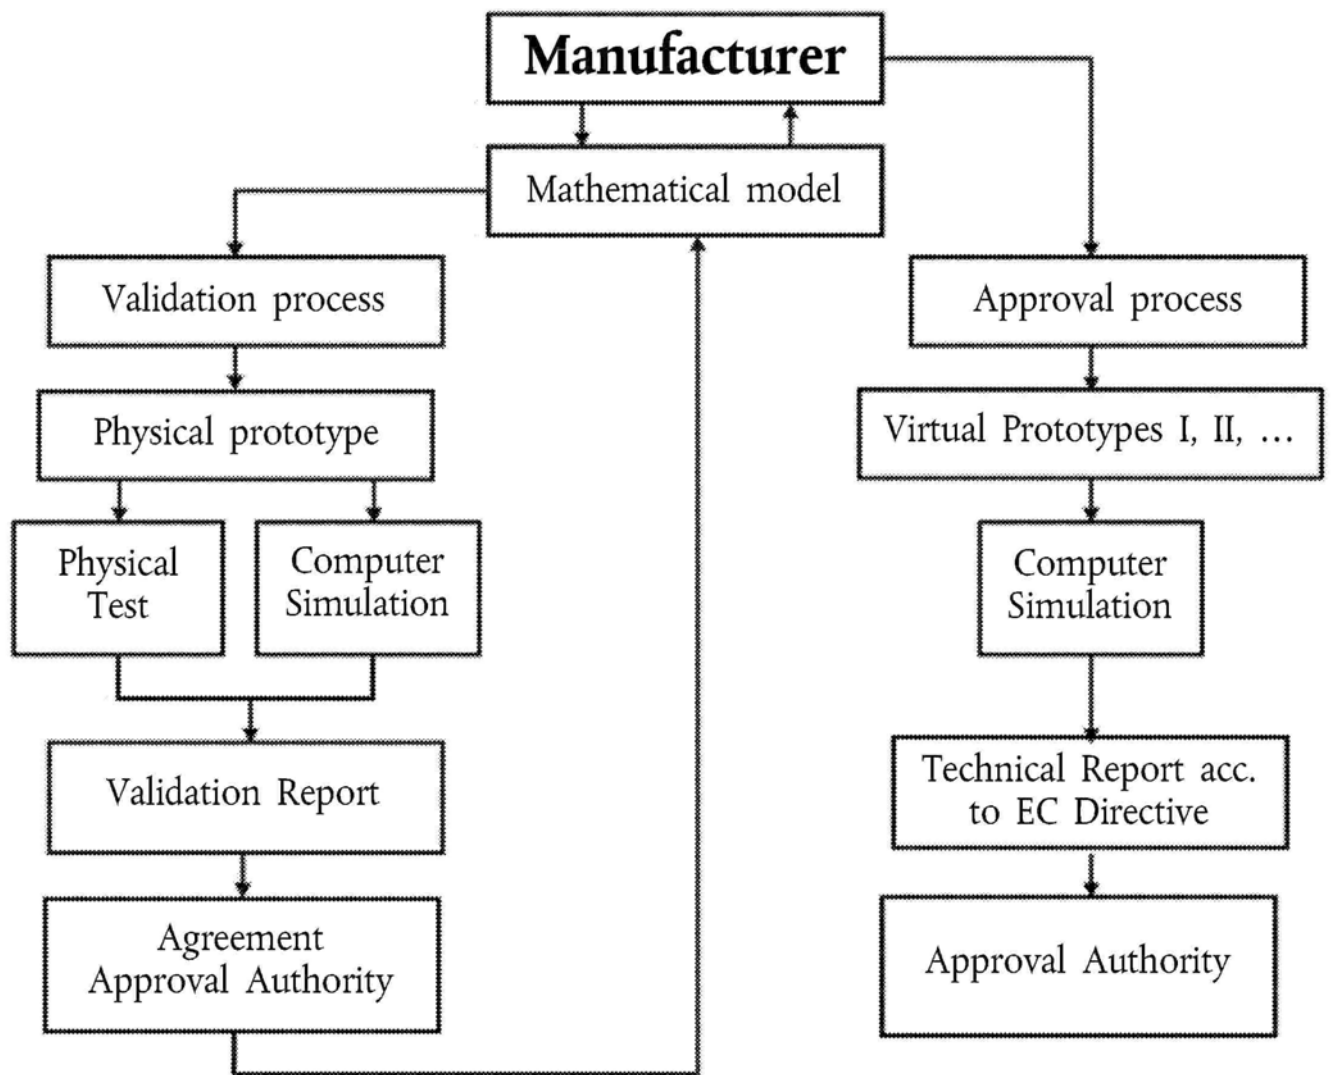 Manufacturer
Mathematical model
Validation process
Physical prototype
Physical
Test
Computer
Simulation
Validation Report
Agreement
Approval Authority
Approval process
Virtual Prototypes I, II, ...
Computer
Simulation
Technical Report acc.
to EC Directive
Approval Authority